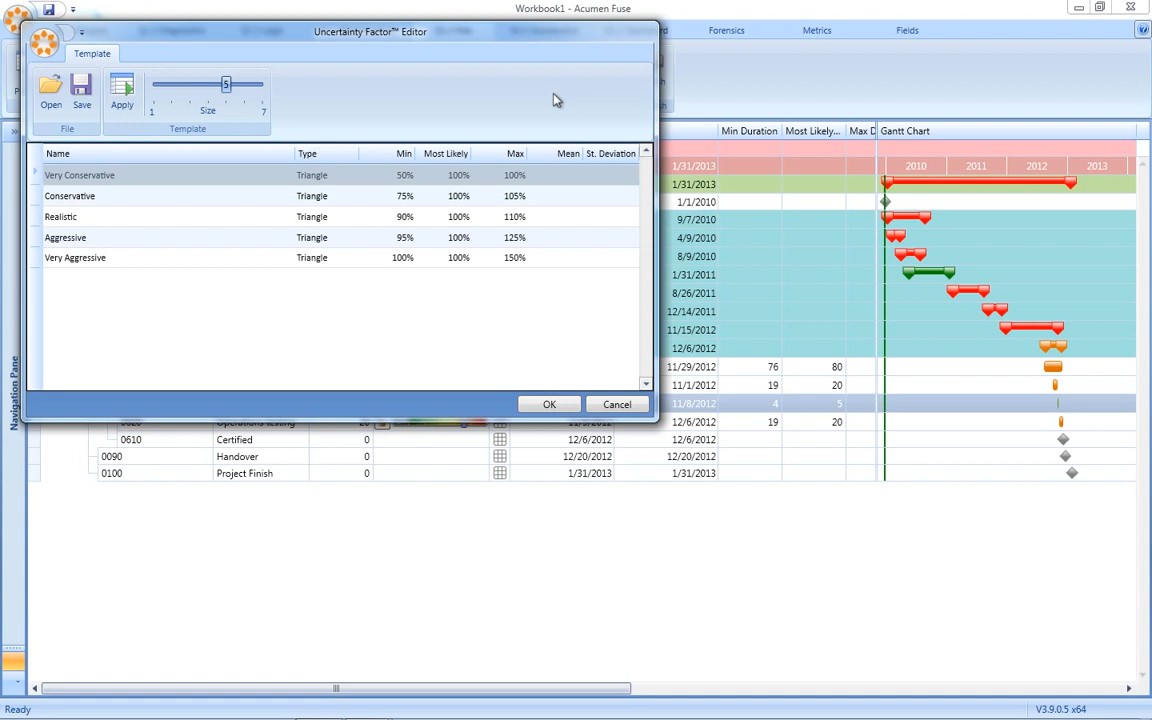 Workbook1 - Acumen Fuse
Uncertainty Factor™ Editor
Forensics
Metrics
Fields
Template
Open
Save
Apply
5
1
Size
7
File
Template
Name Type Min Most Likely Max Mean St. Deviation
Very Conservative Triangle 50% 100% 100%
Conservative Triangle 75% 100% 105%
Realistic Triangle 90% 100% 110%
Aggressive Triangle 95% 100% 125%
Very Aggressive Triangle 100% 100% 150%
OK
Cancel
Navigation Pane
Min Duration Most Likely... Max D Gantt Chart
1/31/2013 2010 2011 2012 2013
1/31/2013
1/1/2010
9/7/2010
4/9/2010
8/9/2010
1/31/2011
8/26/2011
12/14/2011
11/15/2012
12/6/2012
11/29/2012 76 80
11/1/2012 19 20
11/8/2012 4 5
12/6/2012 19 20
0610 Certified 0 12/6/2012 12/6/2012
0090 Handover 0 12/20/2012 12/20/2012
0100 Project Finish 0 1/31/2013 1/31/2013
Ready
V3.9.0.5 x64